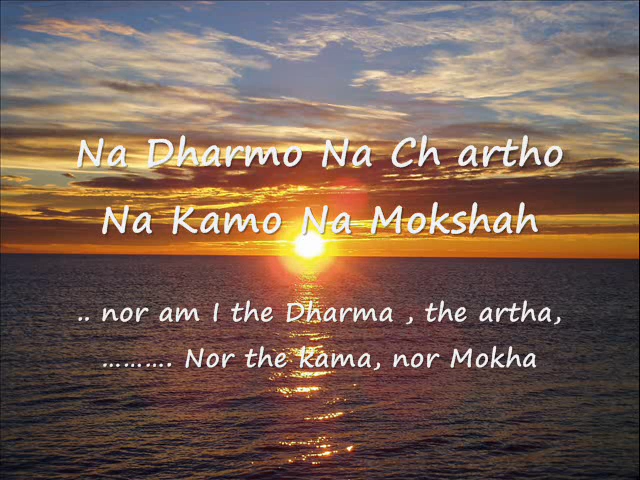 Na Dharmo Na Ch artho
Na Kamo Na Mokshah
.. nor am I the Dharma , the artha,
.......... Nor the kama, nor Mokha